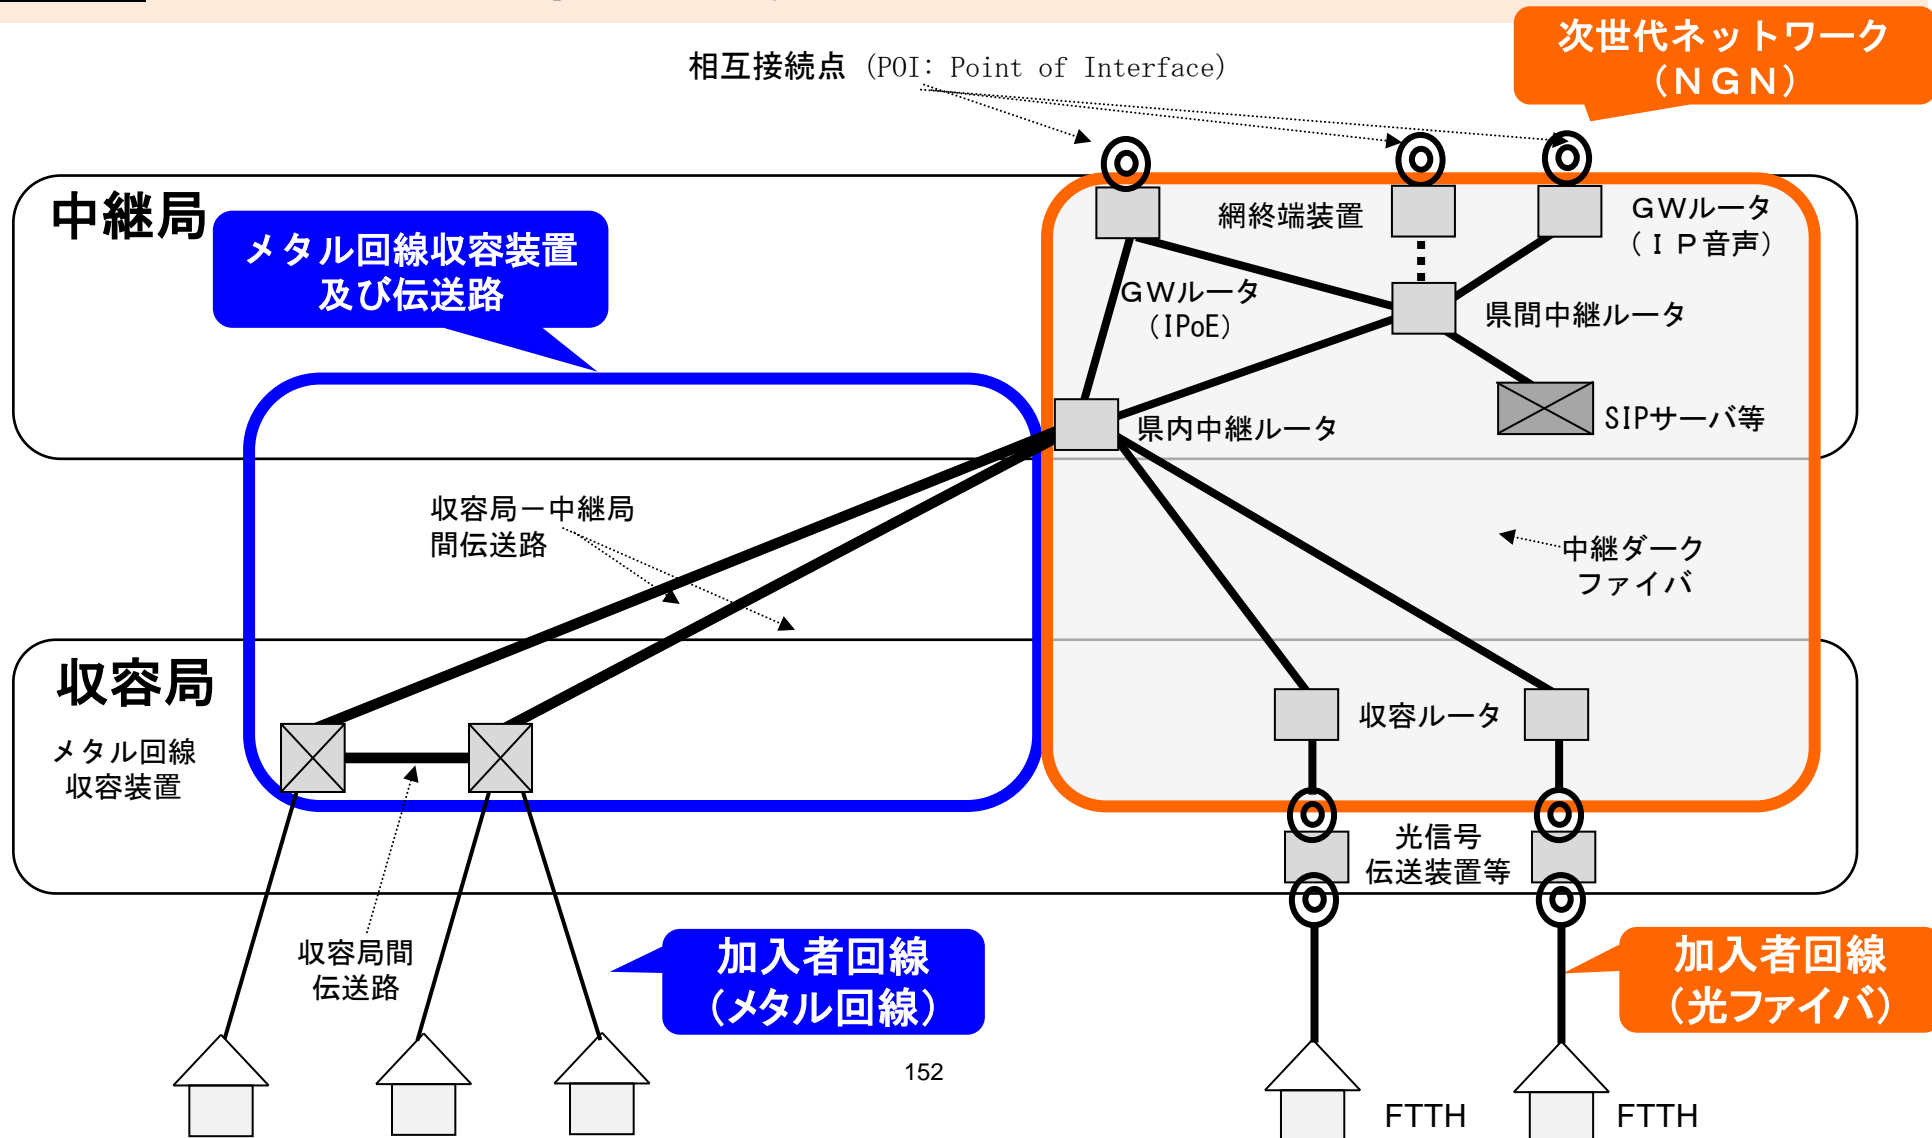 次世代ネットワーク
（ＮＧＮ）
相互接続点（POI: Point of Interface）
中継局
メタル回線収容装置
及び伝送路
網終端装置
ＧＷルータ
（ＩＰ音声）
ＧＷルータ
（IPoE）
県間中継ルータ
県内中継ルータ
SIPサーバ等
収容局－中継局
間伝送路
中継ダーク
ファイバ
収容局
メタル回線
収容装置
収容ルータ
光信号
伝送装置等
収容局間
伝送路
加入者回線
（メタル回線）
加入者回線
（光ファイバ）
152
FTTH
FTTH